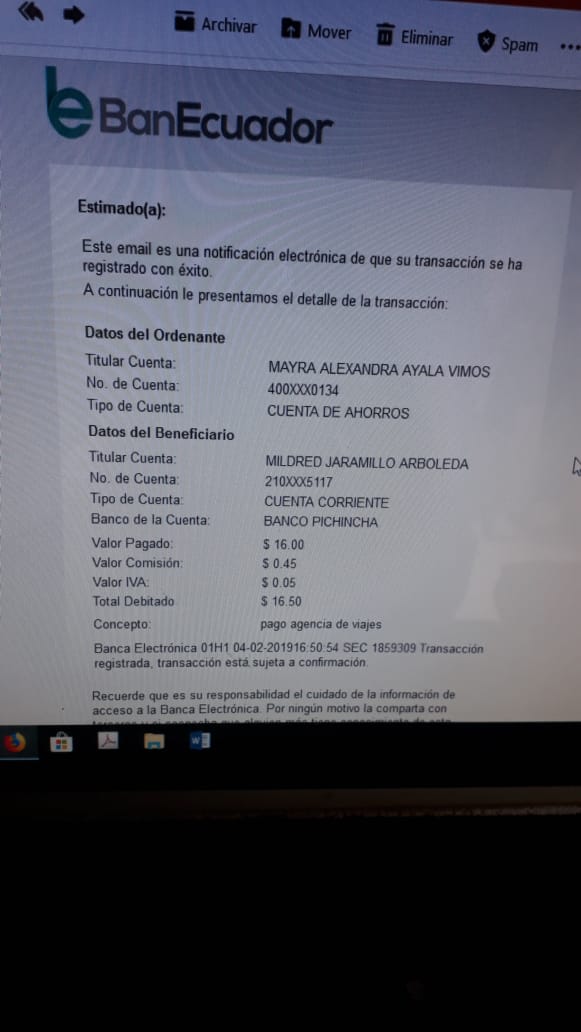 Archivar Mover Eliminar Spam
BanEcuador
Estimado(a):
Este email es una notificación electrónica de que su transacción se ha
registrado con éxito.
A continuación le presentamos el detalle de la transacción:
Datos del Ordenante
Titular Cuenta: MAYRA ALEXANDRA AYALA VIMOS
No. de Cuenta: 400XXX0134
Tipo de Cuenta: CUENTA DE AHORROS
Datos del Beneficiario
Titular Cuenta: MILDRED JARAMILLO ARBOLEDA
No. de Cuenta: 210XXX5117
Tipo de Cuenta: CUENTA CORRIENTE
Banco de la Cuenta: BANCO PICHINCHA
Valor Pagado: $ 16.00
Valor Comisión: $ 0.45
Valor IVA: $ 0.05
Total Debitado $ 16.50
Concepto: pago agencia de viajes
Banca Electrónica 01H1 04-02-201916:50:54 SEC 1859309 Transacción
registrada, transacción está sujeta a confirmación.
Recuerde que es su responsabilidad el cuidado de la información de
acceso a la Banca Electrónica. Por ningún motivo la comparta con